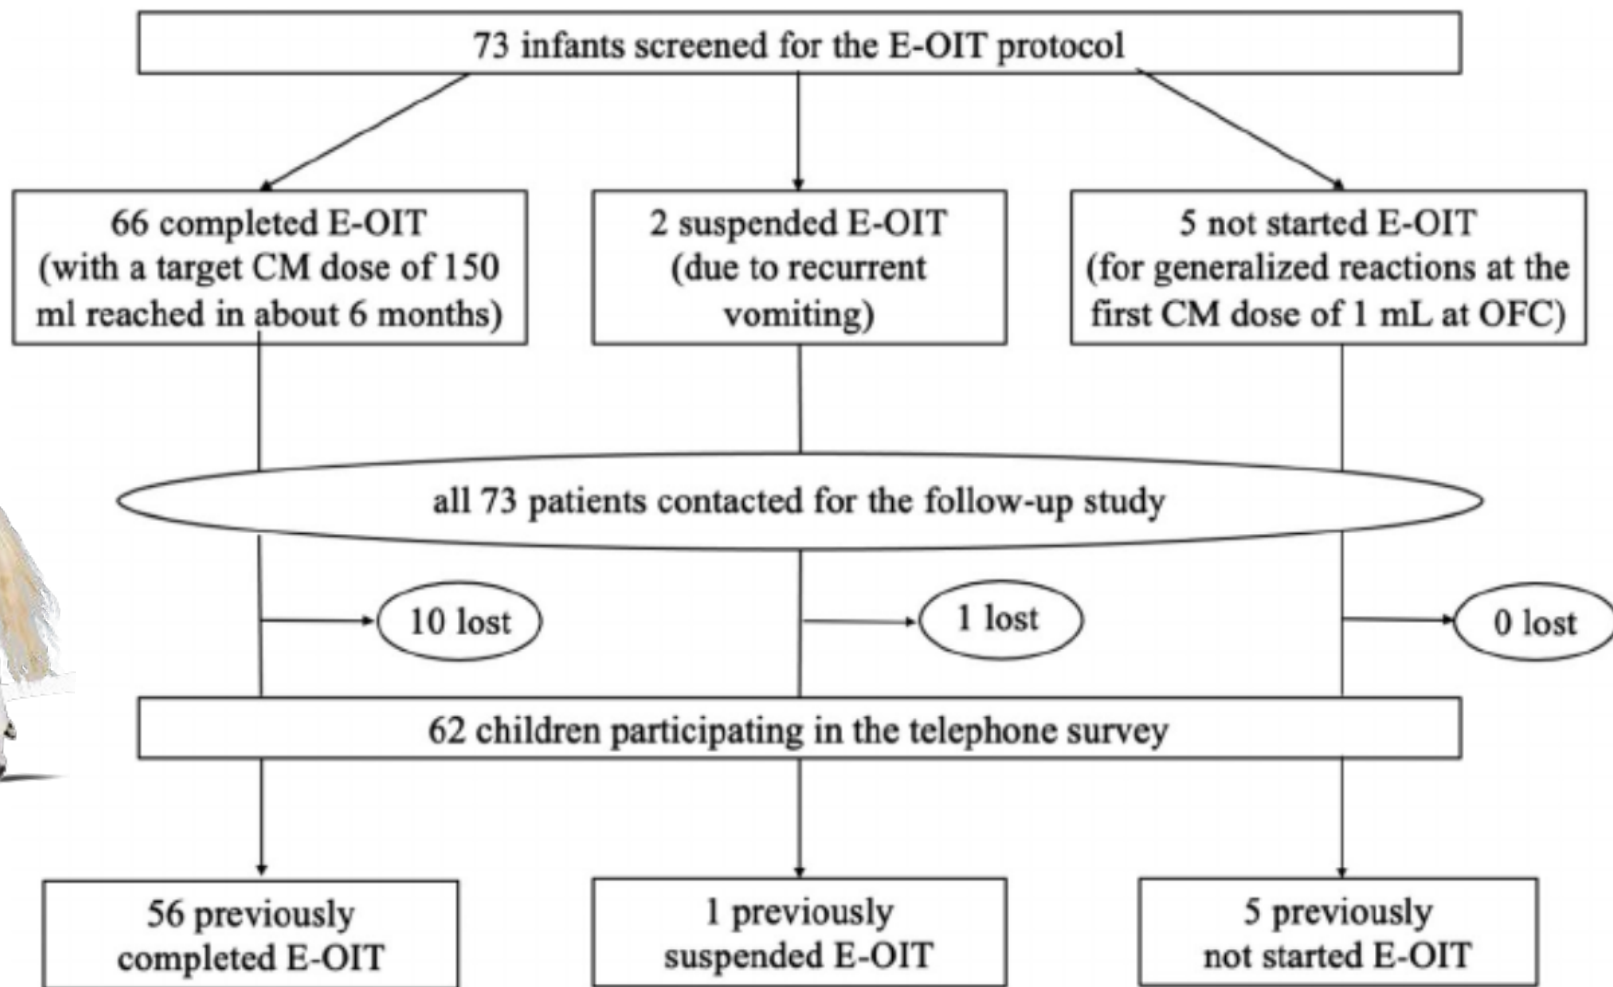 73 infants screened for the E-OIT protocol
66 completed E-OIT
(with a target CM dose of 150
ml reached in about 6 months)
2 suspended E-OIT
(due to recurrent
vomiting)
5 not started E-OIT
(for generalized reactions at the
first CM dose of 1 mL at OFC)
all 73 patients contacted for the follow-up study
10 lost
1 lost
0 lost
62 children participating in the telephone survey
56 previously
completed E-OIT
1 previously
suspended E-OIT
5 previously
not started E-OIT